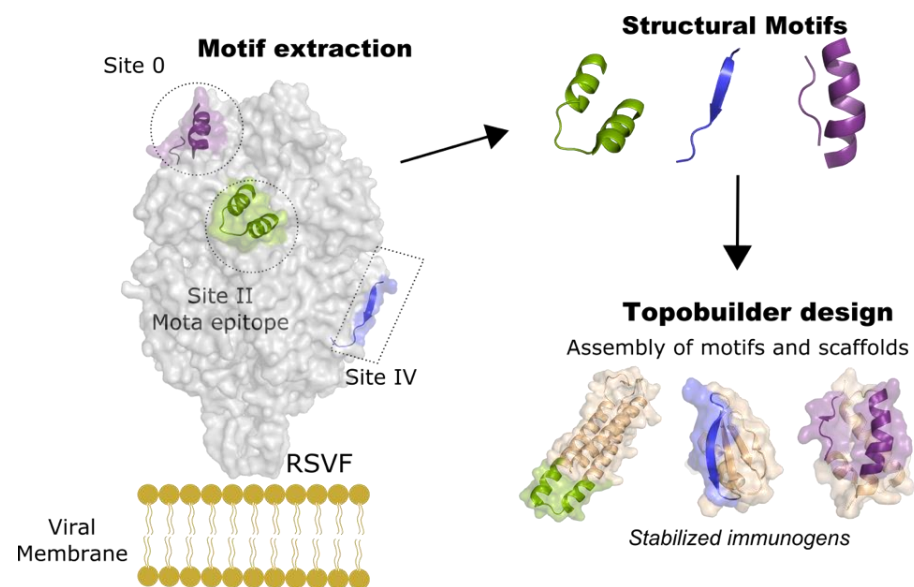 Motif extraction
Site 0
Site II
Mota epitope
Site IV
RSVF
Viral
Membrane
Structural Motifs
Topobuilder design
Assembly of motifs and scaffolds
Stabilized immunogens